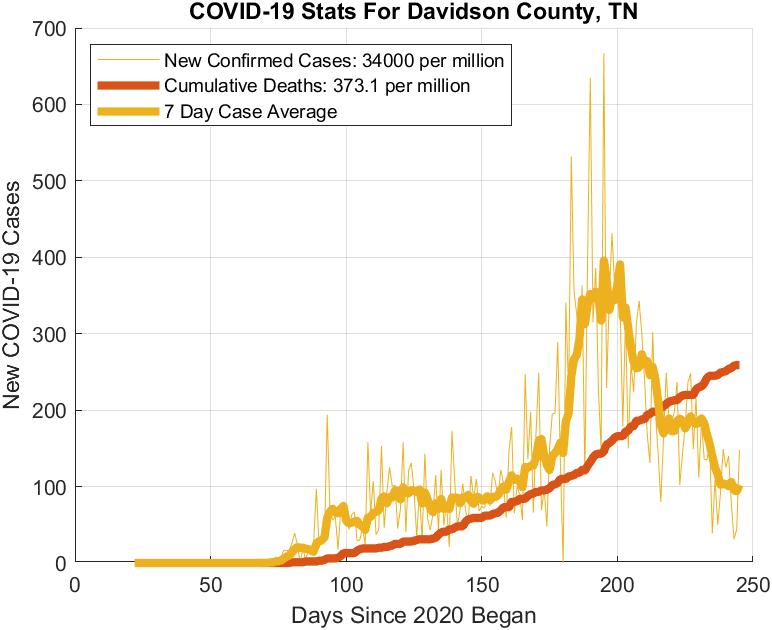 COVID-19 Stats For Davidson County, TN
New Confirmed Cases: 34000 per million
Cumulative Deaths: 373.1 per million
7 Day Case Average
New COVID-19 Cases
700
600
500
400
300
200
100
0
0 50 100 150 200 250
Days Since 2020 Began